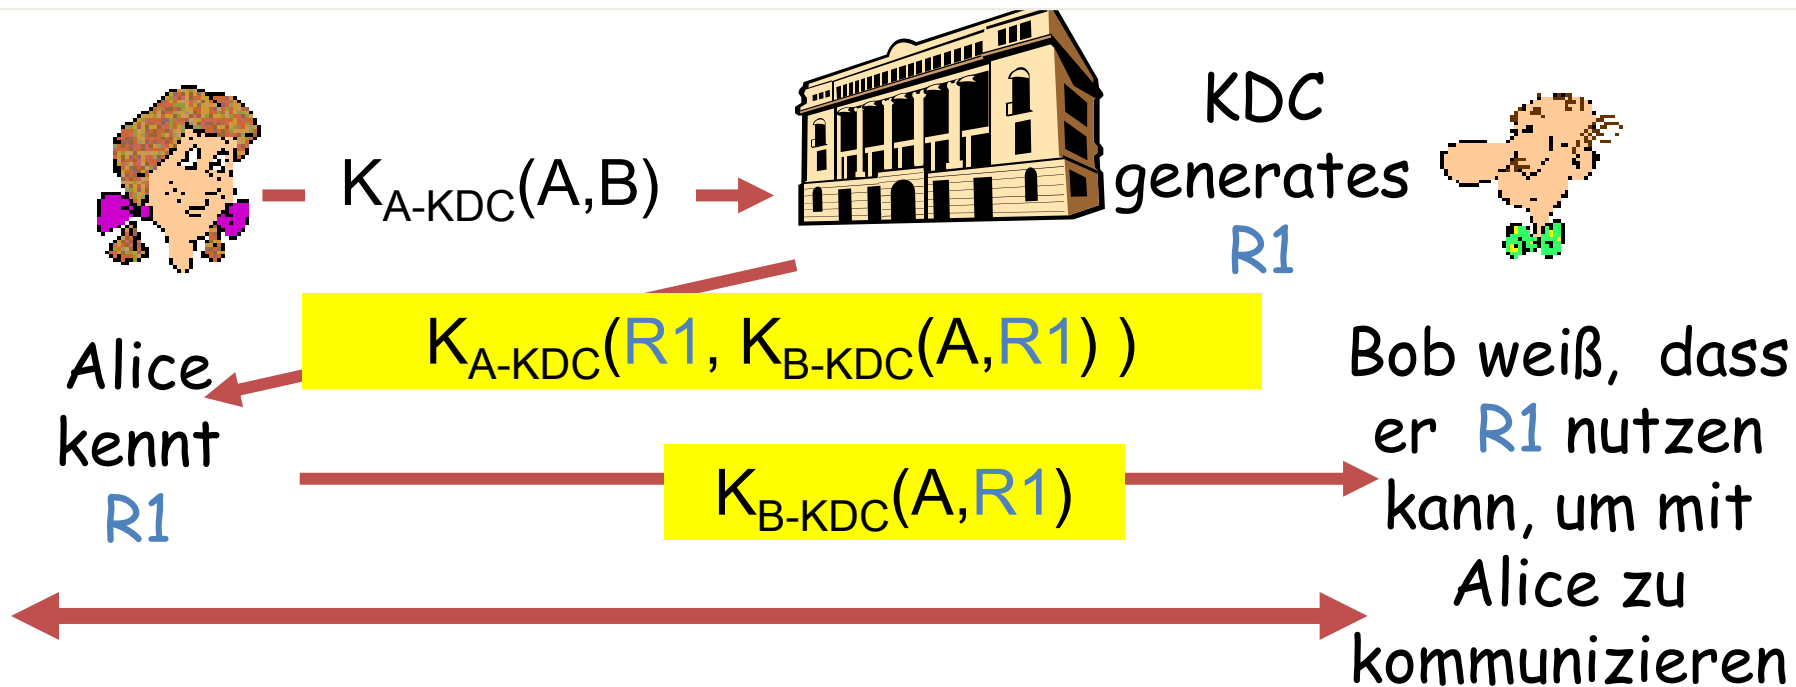 KDC
generates
R1
K_A-KDC(A,B)
K_A-KDC(R1, K_B-KDC(A,R1) )
Alice
kennt
R1
K_B-KDC(A,R1)
Bob weiß, dass
er R1 nutzen
kann, um mit
Alice zu
kommunizieren